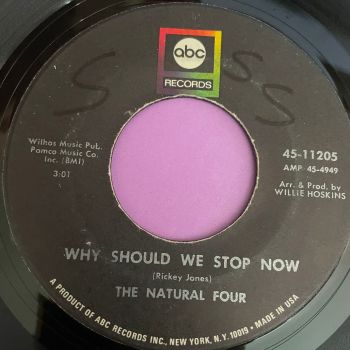 S SS
abc
RECORDS
Wilhos Music Pub.
Pamco Music Co.
Inc. (BMI)
3:01
45-11205
AMP 45-4949
Arr. & Prod. by
WILLIE HOSKINS
WHY SHOULD WE STOP NOW
(Rickey Jones)
THE NATURAL FOUR
A PRODUCT OF ABC RECORDS INC., NEW YORK, N.Y. 10019 • MADE IN USA